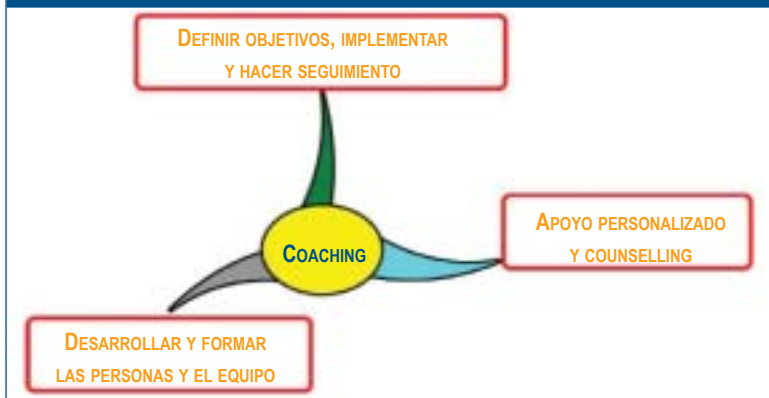 DEFINIR OBJETIVOS, IMPLEMENTAR
Y HACER SEGUIMIENTO
APOYO PERSONALIZADO
Y COUNSELLING
COACHING
DESARROLLAR Y FORMAR
LAS PERSONAS Y EL EQUIPO